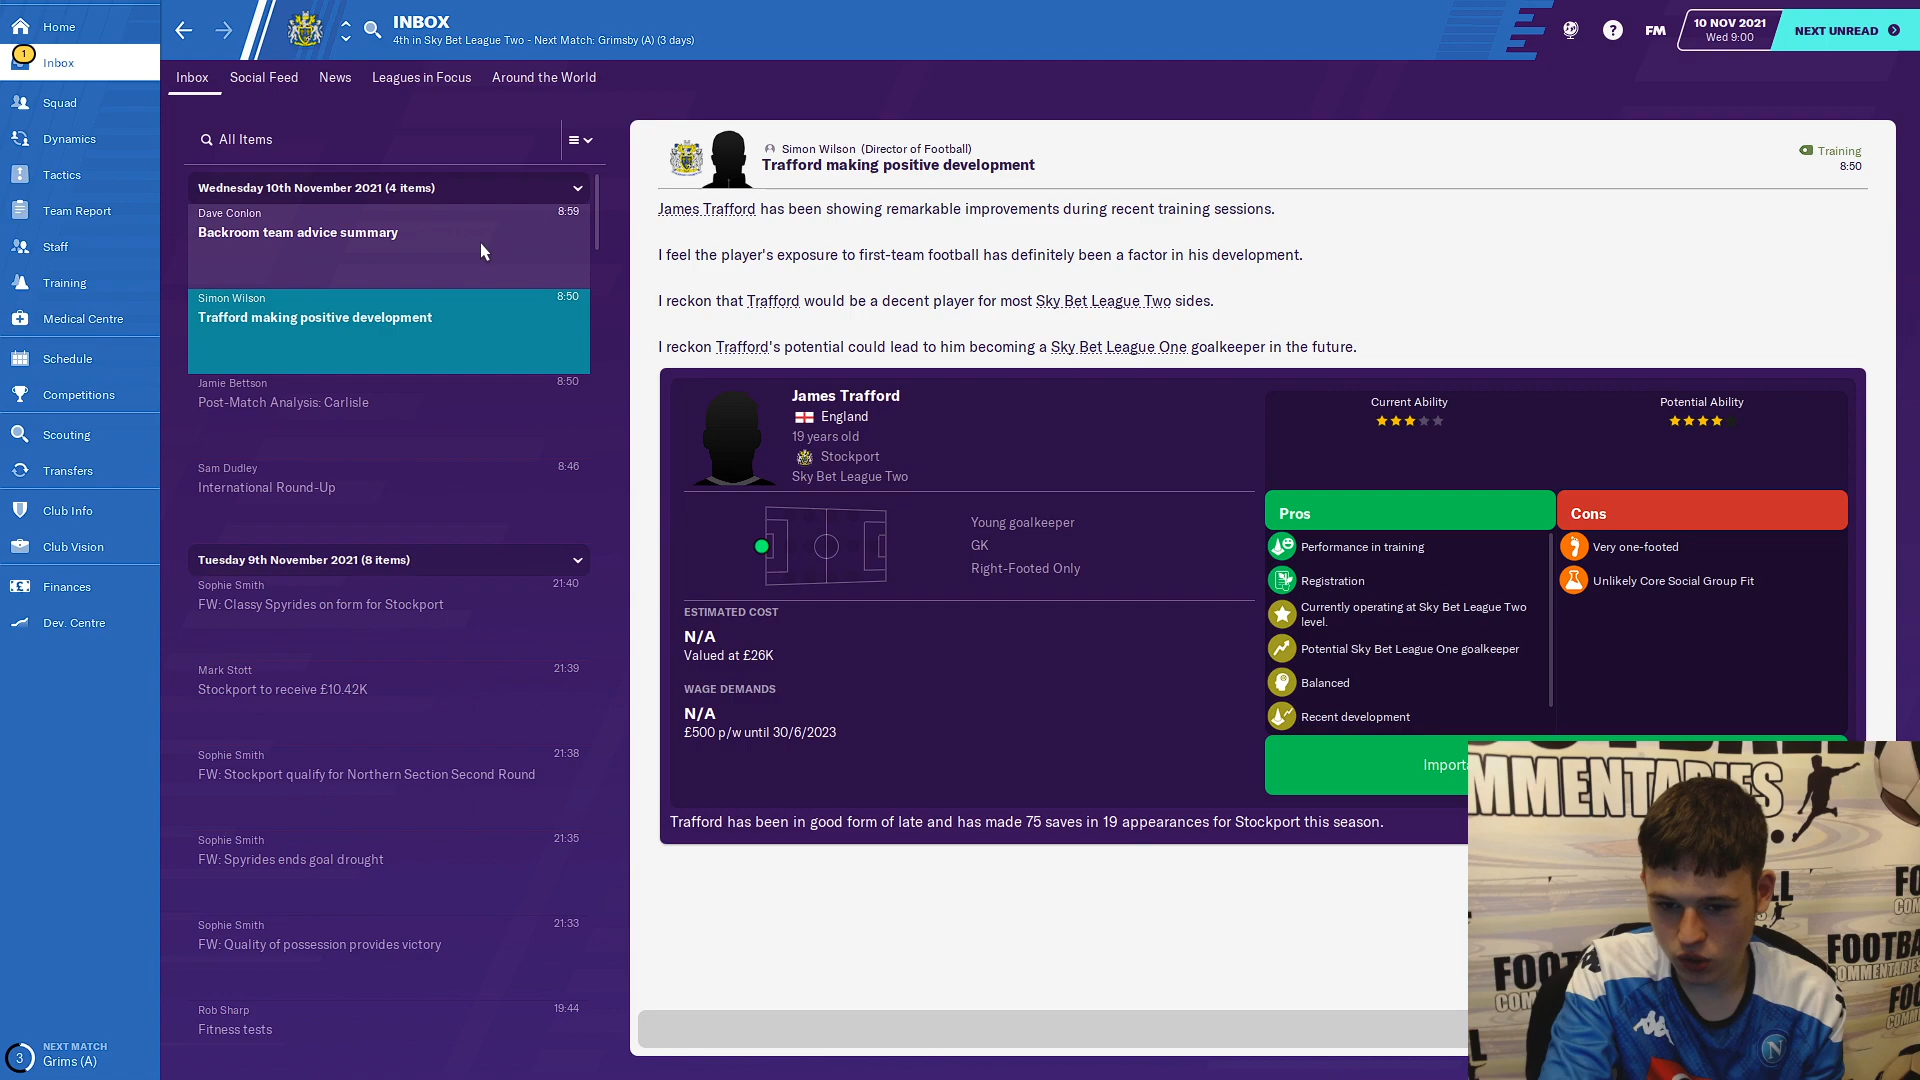 Home
1
Inbox
Squad
Dynamics
Tactics
Team Report
Staff
Training
Medical Centre
Schedule
Competitions
Scouting
Transfers
Club Info
Club Vision
Finances
Dev. Centre
3
NEXT MATCH
Grims (A)
INBOX
4th in Sky Bet League Two - Next Match: Grimsby (A) (3 days)
?
FM
10 NOV 2021
Wed 9:00
NEXT UNREAD
Inbox
Social Feed
News
Leagues in Focus
Around the World
All Items
Wednesday 10th November 2021 (4 items)
Dave Conlon 8:59
Backroom team advice summary
Simon Wilson 8:50
Trafford making positive development
Jamie Bettson 8:50
Post-Match Analysis: Carlisle
Sam Dudley 8:46
International Round-Up
Tuesday 9th November 2021 (8 items)
Sophie Smith 21:40
FW: Classy Spyrides on form for Stockport
Mark Stott 21:39
Stockport to receive £10.42K
Sophie Smith 21:38
FW: Stockport qualify for Northern Section Second Round
Sophie Smith 21:35
FW: Spyrides ends goal drought
Sophie Smith 21:33
FW: Quality of possession provides victory
Rob Sharp 19:44
Fitness tests
Simon Wilson (Director of Football)
Trafford making positive development
Training
8:50
James Trafford has been showing remarkable improvements during recent training sessions.
I feel the player's exposure to first-team football has definitely been a factor in his development.
I reckon that Trafford would be a decent player for most Sky Bet League Two sides.
I reckon Trafford's potential could lead to him becoming a Sky Bet League One goalkeeper in the future.
James Trafford
England
19 years old
Stockport
Sky Bet League Two
Young goalkeeper
GK
Right-Footed Only
ESTIMATED COST
N/A
Valued at £26K
WAGE DEMANDS
N/A
£500 p/w until 30/6/2023
Current Ability
Potential Ability
Pros
Performance in training
Registration
Currently operating at Sky Bet League Two
level.
Potential Sky Bet League One goalkeeper
Balanced
Recent development
Cons
Very one-footed
Unlikely Core Social Group Fit
Importa
Trafford has been in good form of late and has made 75 saves in 19 appearances for Stockport this season.
MMENTARIES
FOOTBA
COMMENTARIES
FOOT
COM
N